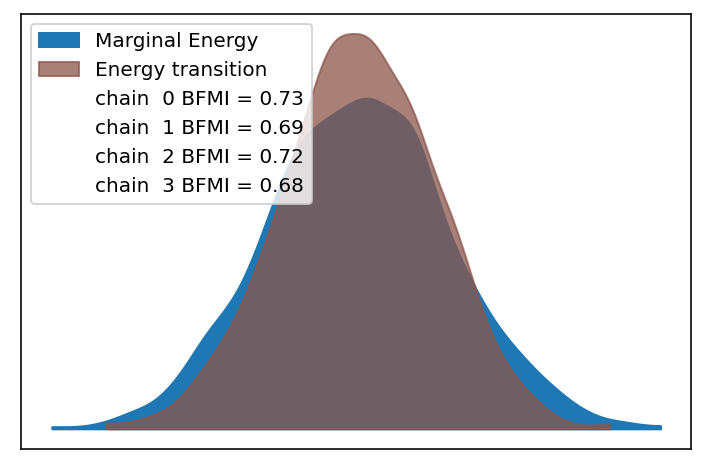 Marginal Energy
Energy transition
chain  0 BFMI = 0.73
chain  1 BFMI = 0.69
chain  2 BFMI = 0.72
chain  3 BFMI = 0.68